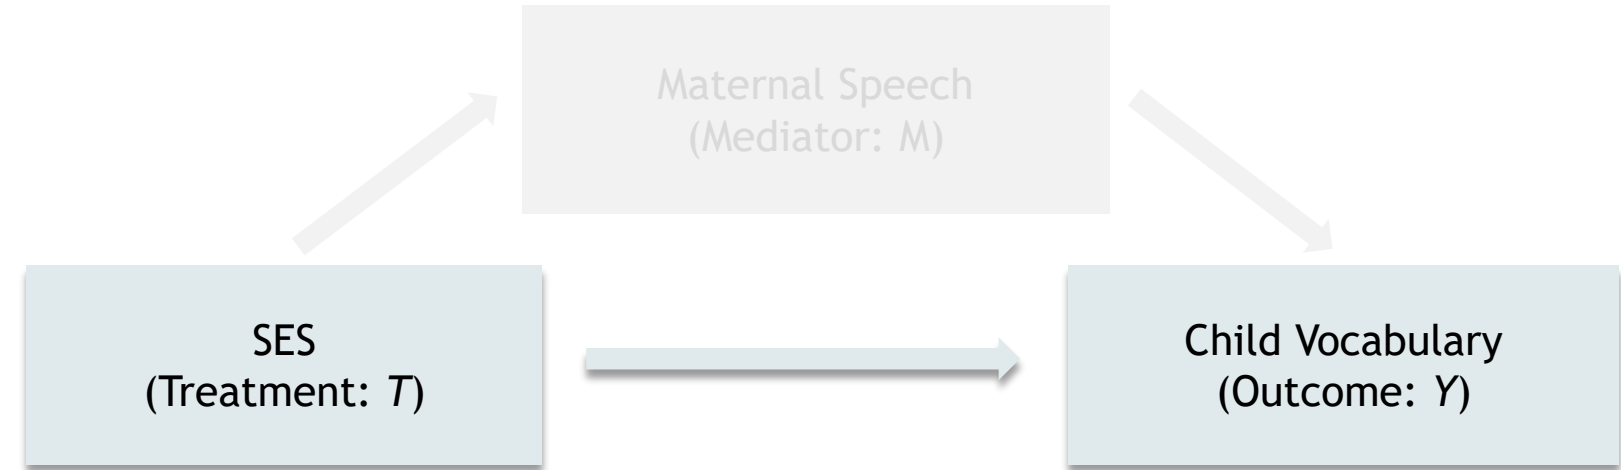 Maternal Speech
(Mediator: M)
SES
(Treatment: T)
Child Vocabulary
(Outcome: Y)